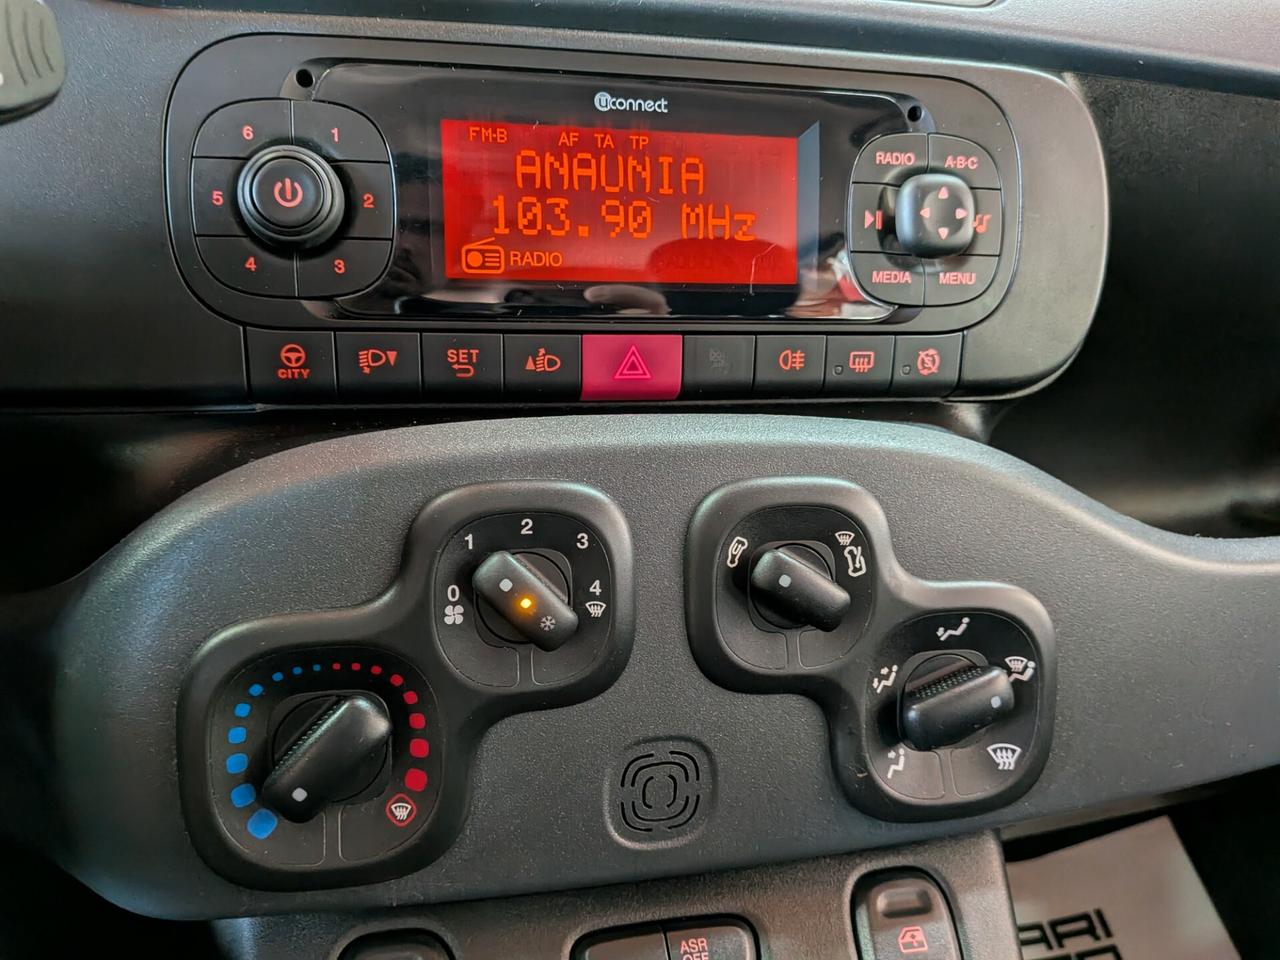 uconnect
FM-B AF TA TP
ANAUNIA
103.90 MHz
RADIO
6 1
5 2
4 3
RADIO A·B·C
MEDIA MENU
CITY
SET
0 1 2 3 4
ASR
OFF
ARI